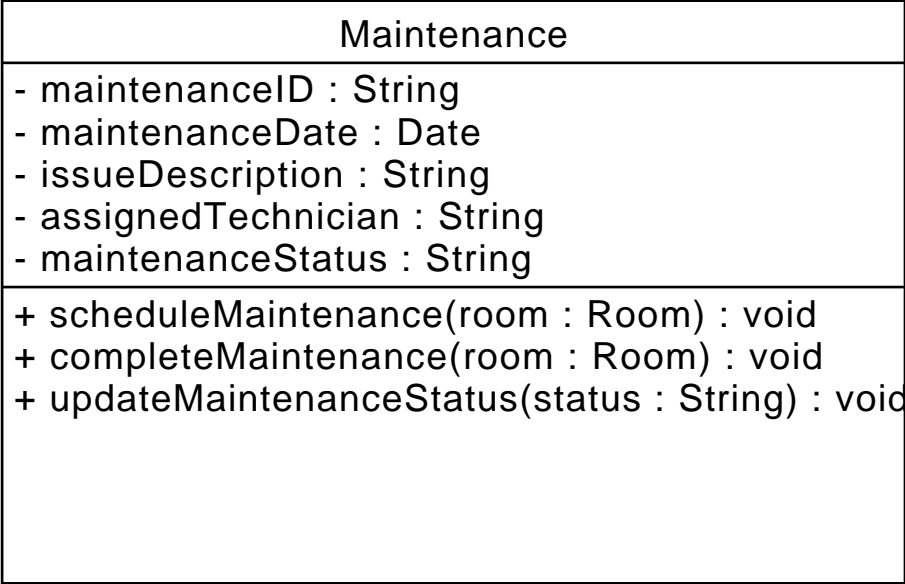 Maintenance
- maintenanceID : String
- maintenanceDate : Date
- issueDescription : String
- assignedTechnician : String
- maintenanceStatus : String
+ scheduleMaintenance(room : Room) : void
+ completeMaintenance(room : Room) : void
+ updateMaintenanceStatus(status : String) : void